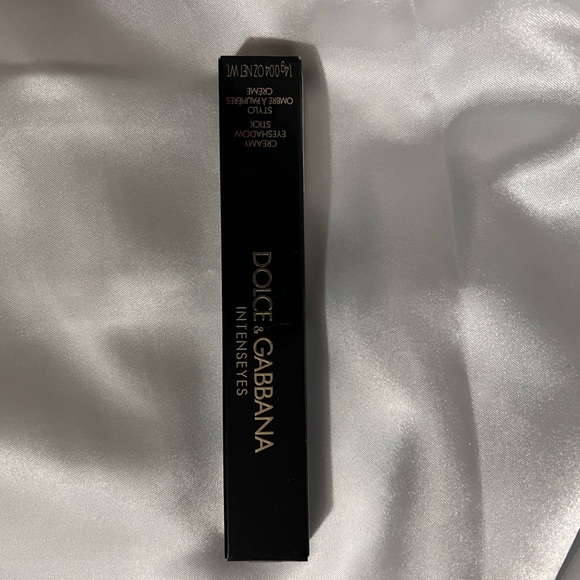 DOLCE & GABBANA
INTENSEYES
CREAMY
EYESHADOW
STICK
STYLO
OMBRE À PAUPIÈRES
CRÈME
1,4g 0.04 OZ NET WT.